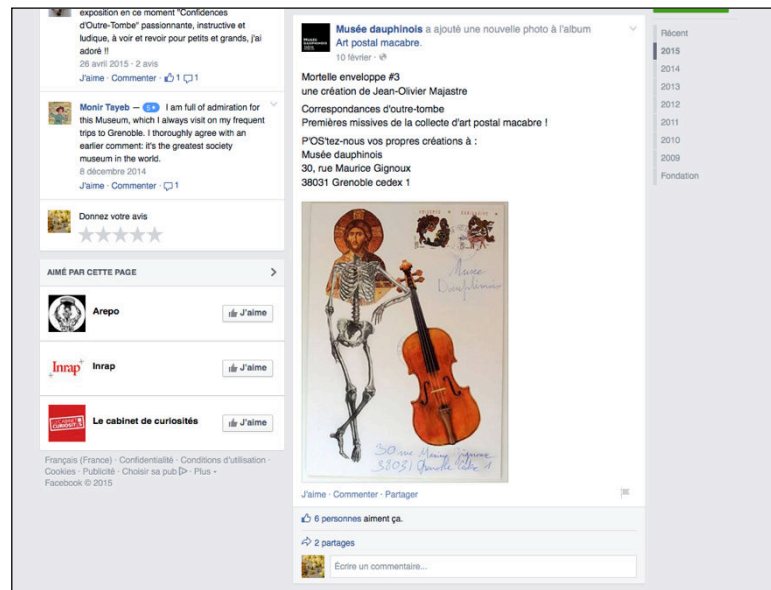 exposition en ce moment "Confidences
d'Outre-Tombe" passionnante, instructive et
ludique, à voir et revoir pour petits et grands, j'ai
adoré !!
26 avril 2015 · 2 avis
J'aime · Commenter · 1 1
Monir Tayeb — 5★ I am full of admiration for
this Museum, which I always visit on my frequent
trips to Grenoble. I thoroughly agree with an
earlier comment: it's the greatest society
museum in the world.
8 décembre 2014
J'aime · Commenter · 1
Donnez votre avis
AIMÉ PAR CETTE PAGE
Arepo
J'aime
Inrap
Inrap
J'aime
CURIOSITÉS
Le cabinet de curiosités
J'aime
Français (France) · Confidentialité · Conditions d'utilisation ·
Cookies · Publicité · Choisir sa pub · Plus
Facebook © 2015
Musée dauphinois a ajouté une nouvelle photo à l'album
Art postal macabre.
10 février ·
Mortelle enveloppe #3
une création de Jean-Olivier Majastre
Correspondances d'outre-tombe
Premières missives de la collecte d'art postal macabre !
P'OS'tez-nous vos propres créations à :
Musée dauphinois
30, rue Maurice Gignoux
38031 Grenoble cedex 1
Musée
Dauphinois
30 rue Maurice Gignoux
38031 Grenoble Cedex 1
J'aime · Commenter · Partager
6 personnes aiment ça.
2 partages
Écrire un commentaire...
Récent
2015
2014
2013
2012
2011
2010
2009
Fondation